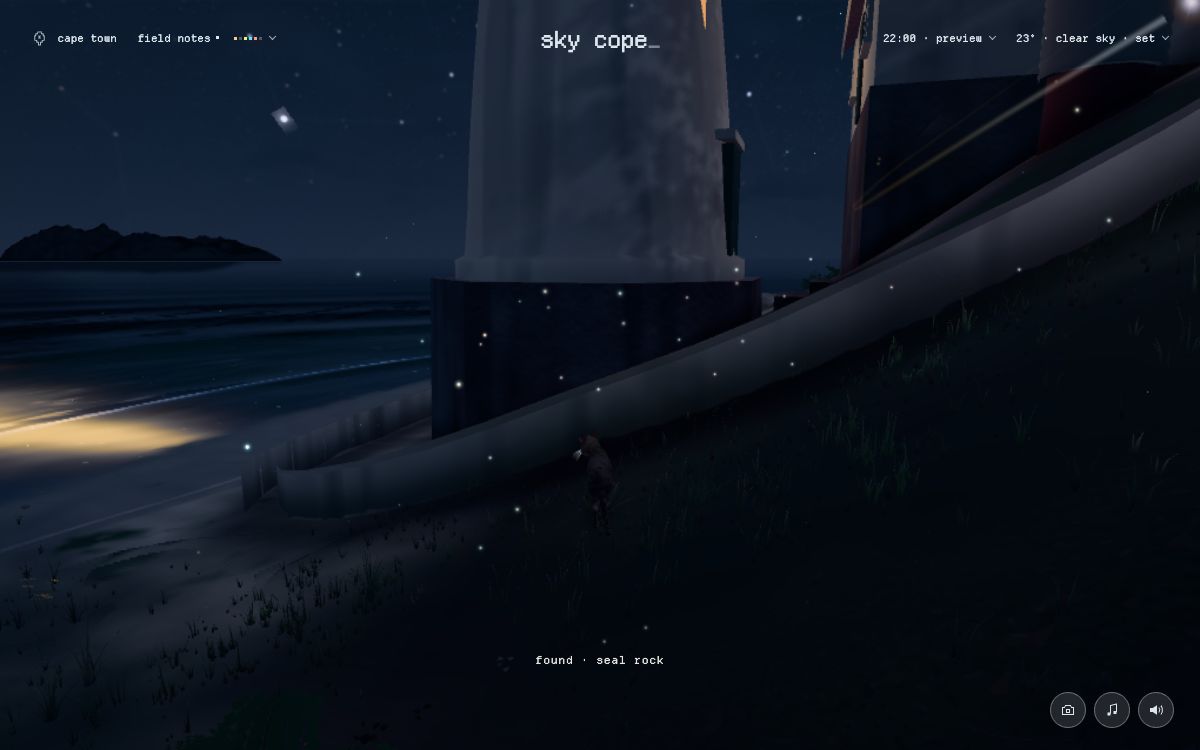 cape town
field notes
sky cope_
22:00 · preview
23° · clear sky · set
found · seal rock